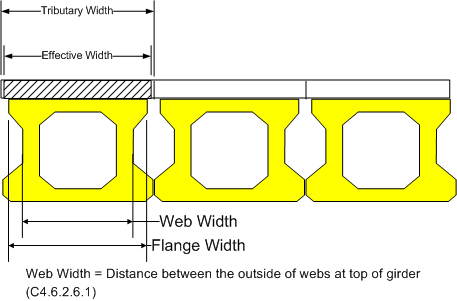 Tributary Width
Effective Width
Web Width
Flange Width
Web Width = Distance between the outside of webs at top of girder
(C4.6.2.6.1)